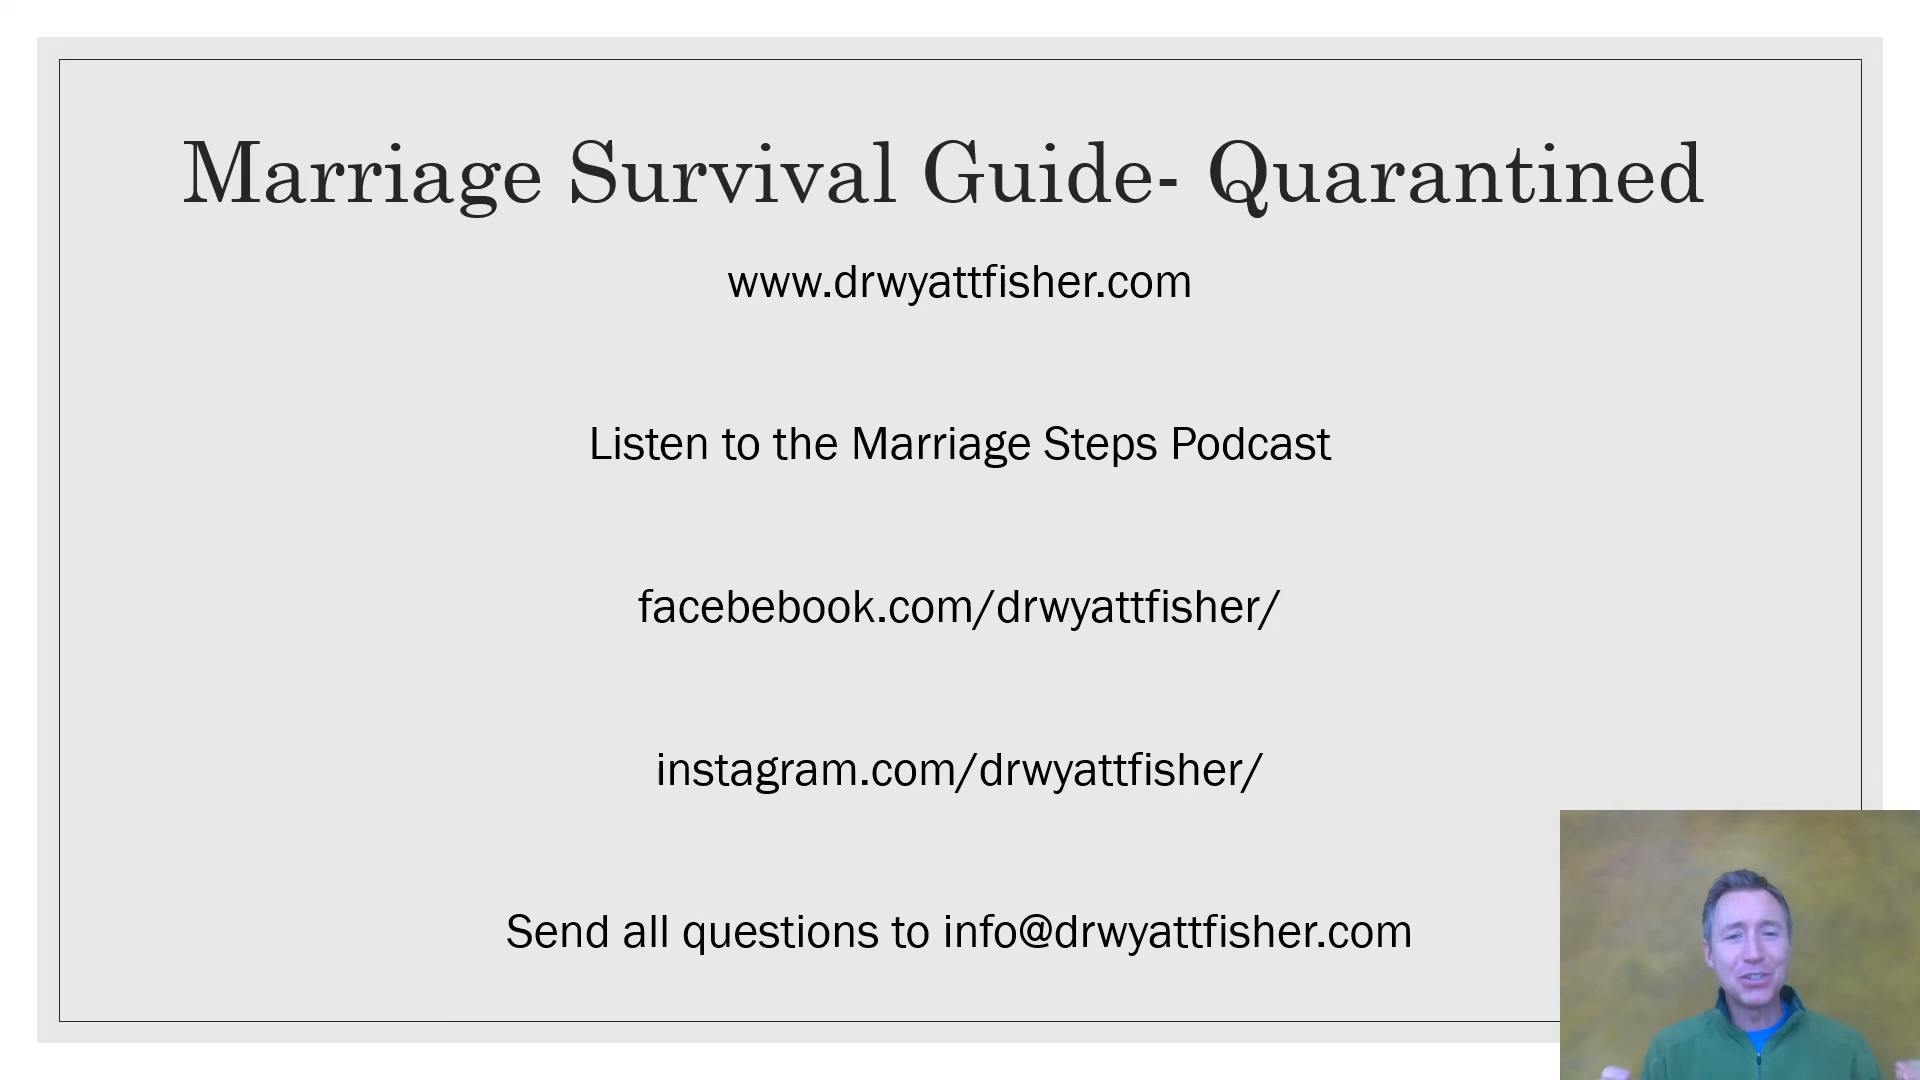 Marriage Survival Guide- Quarantined
www.drwyattfisher.com
Listen to the Marriage Steps Podcast
facebebook.com/drwyattfisher/
instagram.com/drwyattfisher/
Send all questions to info@drwyattfisher.com